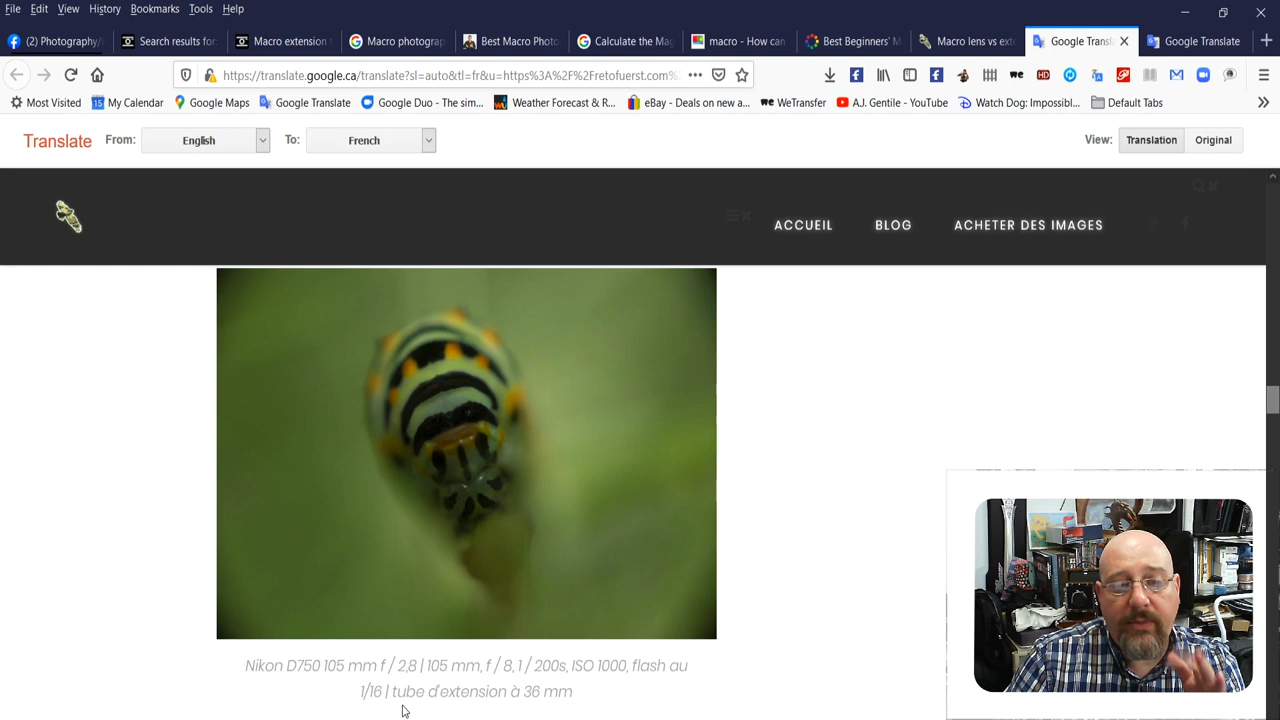 File Edit View History Bookmarks Tools Help
(2) Photography/ Search results for: Macro extension Macro photograp Best Macro Photo Calculate the Mag macro - How can Best Beginners' M Macro lens vs ext Google Transl Google Translate
https://translate.google.ca/translate?sl=auto&tl=fr&u=https%3A%2F%2Fretofuerst.com%
Most Visited My Calendar Google Maps Google Translate Google Duo - The sim... Weather Forecast & R... eBay - Deals on new a... WeTransfer A.J. Gentile - YouTube Watch Dog: Impossibl... Default Tabs
Translate From: English To: French View: Translation Original
ACCUEIL BLOG ACHETER DES IMAGES
Nikon D750 105 mm f / 2,8 | 105 mm, f / 8, 1 / 200s, ISO 1000, flash au
1/16 | tube d'extension à 36 mm